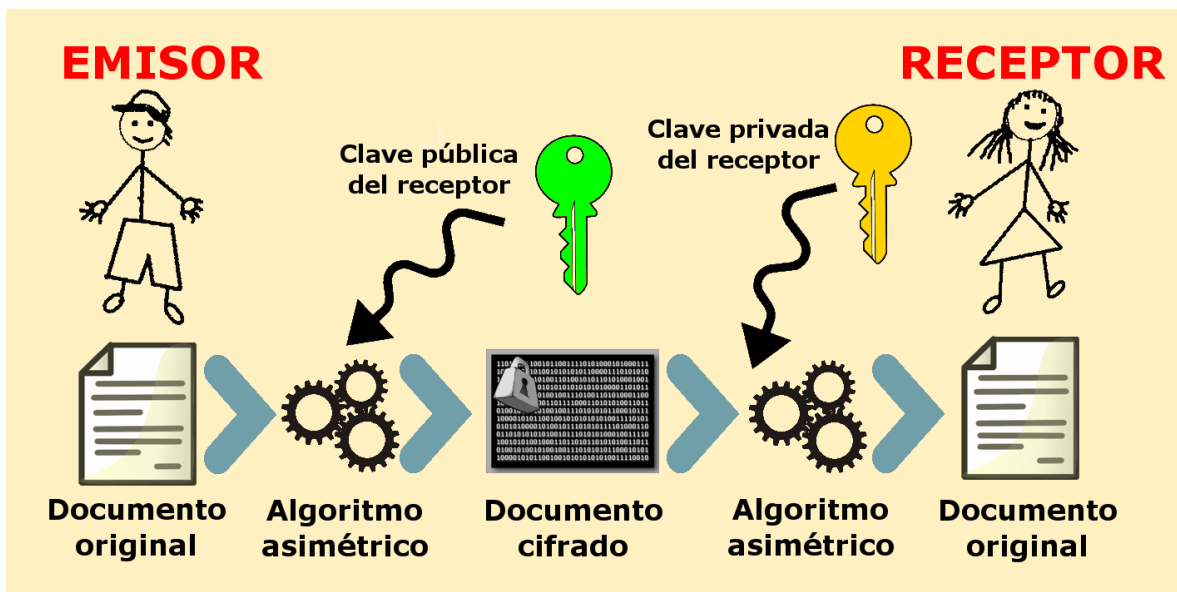 EMISOR
RECEPTOR
Clave pública
del receptor
Clave privada
del receptor
Documento
original
Algoritmo
asimétrico
Documento
cifrado
Algoritmo
asimétrico
Documento
original